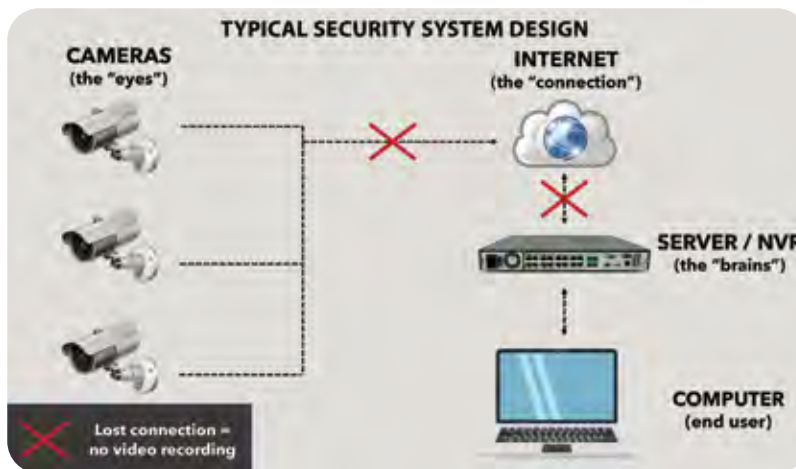 TYPICAL SECURITY SYSTEM DESIGN
CAMERAS
(the "eyes")
INTERNET
(the "connection")
SERVER / NVR
(the "brains")
COMPUTER
(end user)
Lost connection =
no video recording